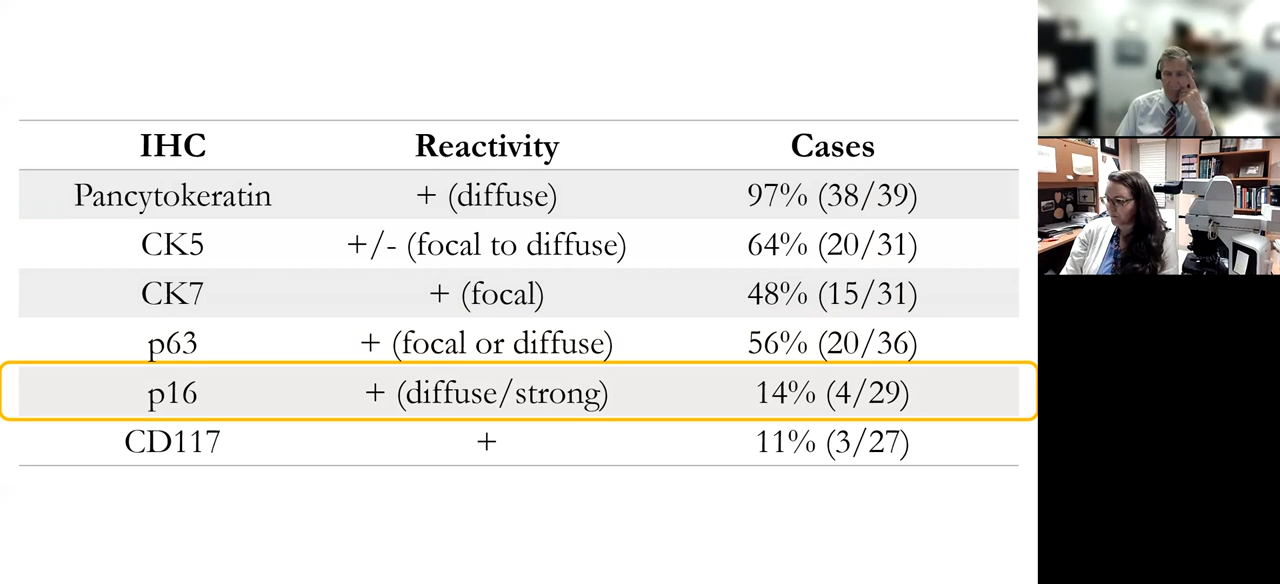 IHC Reactivity Cases
Pancytokeratin + (diffuse) 97% (38/39)
CK5 +/- (focal to diffuse) 64% (20/31)
CK7 + (focal) 48% (15/31)
p63 + (focal or diffuse) 56% (20/36)
p16 + (diffuse/strong) 14% (4/29)
CD117 + 11% (3/27)